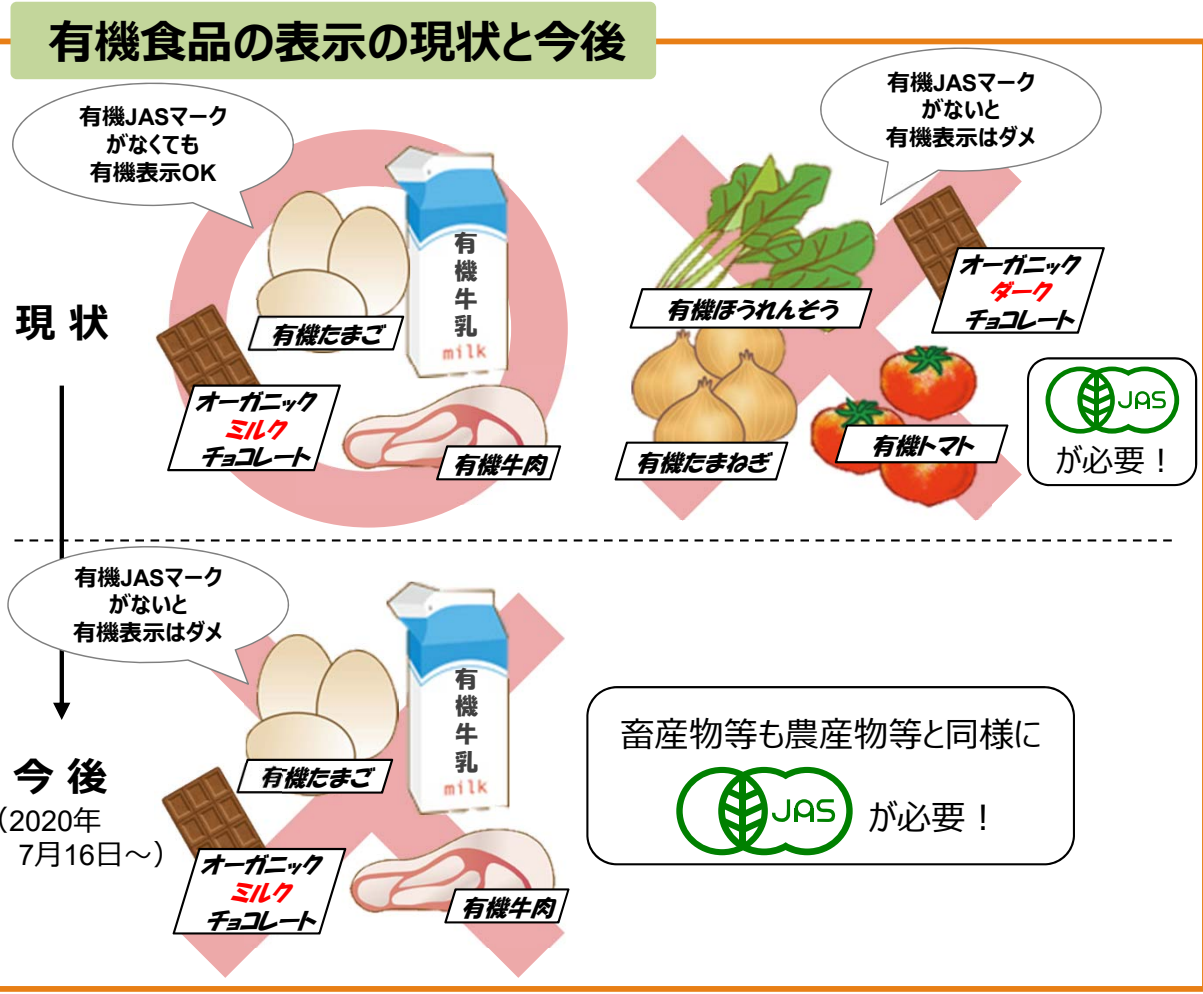 有機食品の表示の現状と今後
有機JASマーク
がなくても
有機表示OK
有機JASマーク
がないと
有機表示はダメ
現 状
有機たまご
有機牛乳
milk
オーガニック
ミルク
チョコレート
有機牛肉
有機ほうれんそう
オーガニック
ダーク
チョコレート
有機たまねぎ
有機トマト
JAS
が必要！
有機JASマーク
がないと
有機表示はダメ
今 後
（2020年
7月16日～）
有機たまご
有機牛乳
milk
オーガニック
ミルク
チョコレート
有機牛肉
畜産物等も農産物等と同様に
JAS が必要！